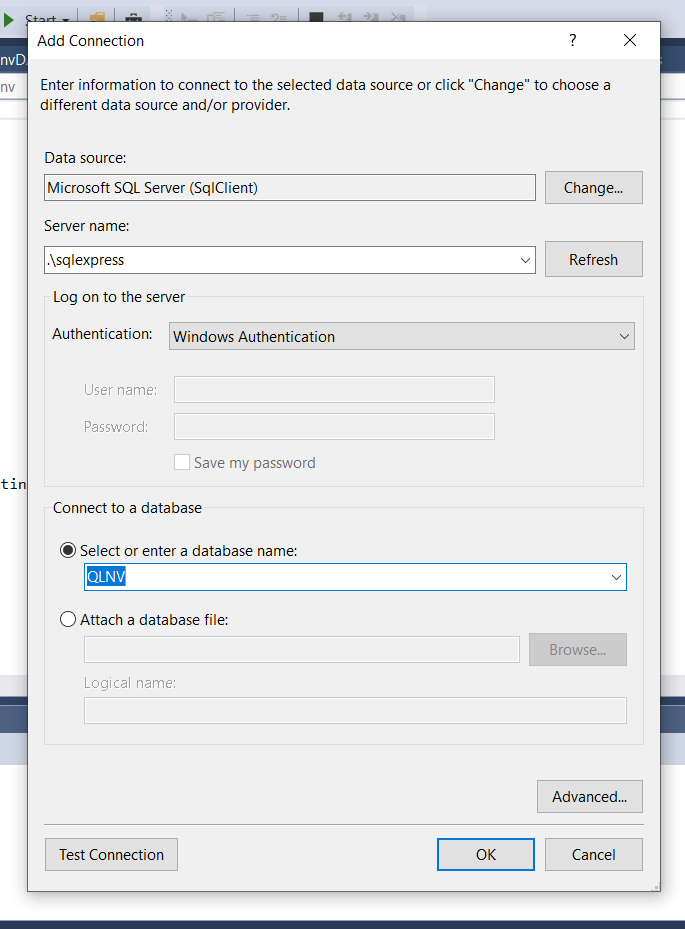 Start
Add Connection
?
nvD
nv
Enter information to connect to the selected data source or click "Change" to choose a
different data source and/or provider.
Data source:
Microsoft SQL Server (SqlClient)
Change...
Server name:
.\sqlexpress
Refresh
Log on to the server
Authentication:
Windows Authentication
User name:
Password:
Save my password
tin
Connect to a database
Select or enter a database name:
QLNV
Attach a database file:
Browse...
Logical name:
Advanced...
Test Connection
OK
Cancel